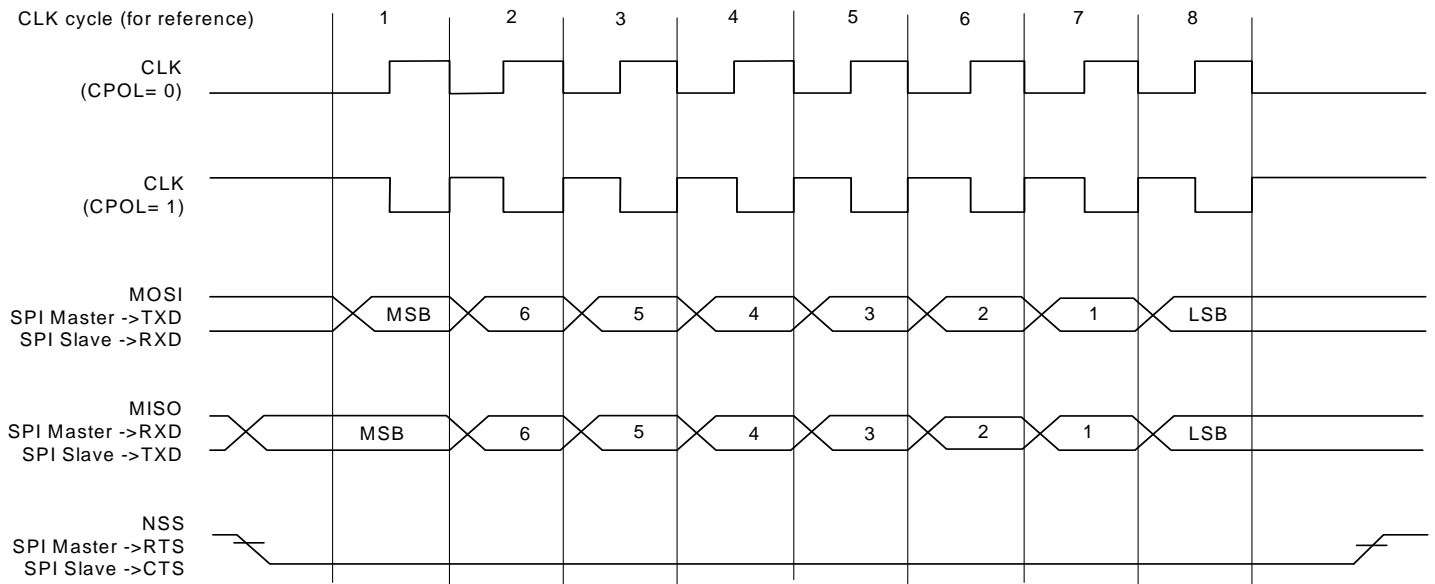 CLK cycle (for reference) 1 2 3 4 5 6 7 8
CLK
(CPOL= 0)
CLK
(CPOL= 1)
MOSI
SPI Master ->TXD
SPI Slave ->RXD
MSB 6 5 4 3 2 1 LSB
MISO
SPI Master ->RXD
SPI Slave ->TXD
MSB 6 5 4 3 2 1 LSB
NSS
SPI Master ->RTS
SPI Slave ->CTS